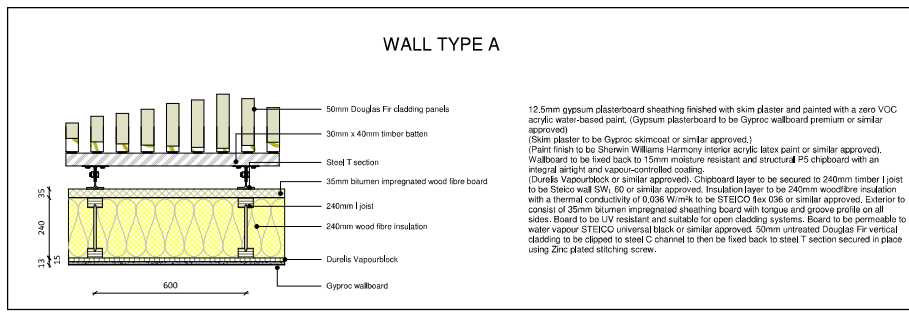 WALL TYPE A
50mm Douglas Fir cladding panels
30mm x 40mm timber batten
Steel T section
35mm bitumen impregnated wood fibre board
240mm I joist
240mm wood fibre insulation
Durelis Vapourblock
Gyproc wallboard
35
240
15
13
600
12.5mm gypsum plasterboard sheathing finished with skim plaster and painted with a zero VOC
acrylic water-based paint. (Gypsum plasterboard to be Gyproc wallboard premium or similar
approved)
(Skim plaster to be Gyproc skimcoat or similar approved.)
(Paint finish to be Sherwin Williams Harmony interior acrylic latex paint or similar approved).
Wallboard to be fixed back to 15mm moisture resistant and structural P5 chipboard with an
integral airtight and vapour-controlled coating.
(Durelis Vapourblock or similar approved). Chipboard layer to be secured to 240mm timber I joist
to be Steico wall SW, 60 or similar approved. Insulation layer to be 240mm woodfibre insulation
with a thermal conductivity of 0.036 W/m²k to be STEICO flex 036 or similar approved. Exterior to
consist of 35mm bitumen impregnated sheathing board with tongue and groove profile on all
sides. Board to be UV resistant and suitable for open cladding systems. Board to be permeable to
water vapour STEICO universal black or similar approved. 50mm untreated Douglas Fir vertical
cladding to be clipped to steel C channel to then be fixed back to steel T section secured in place
using Zinc plated stitching screw.